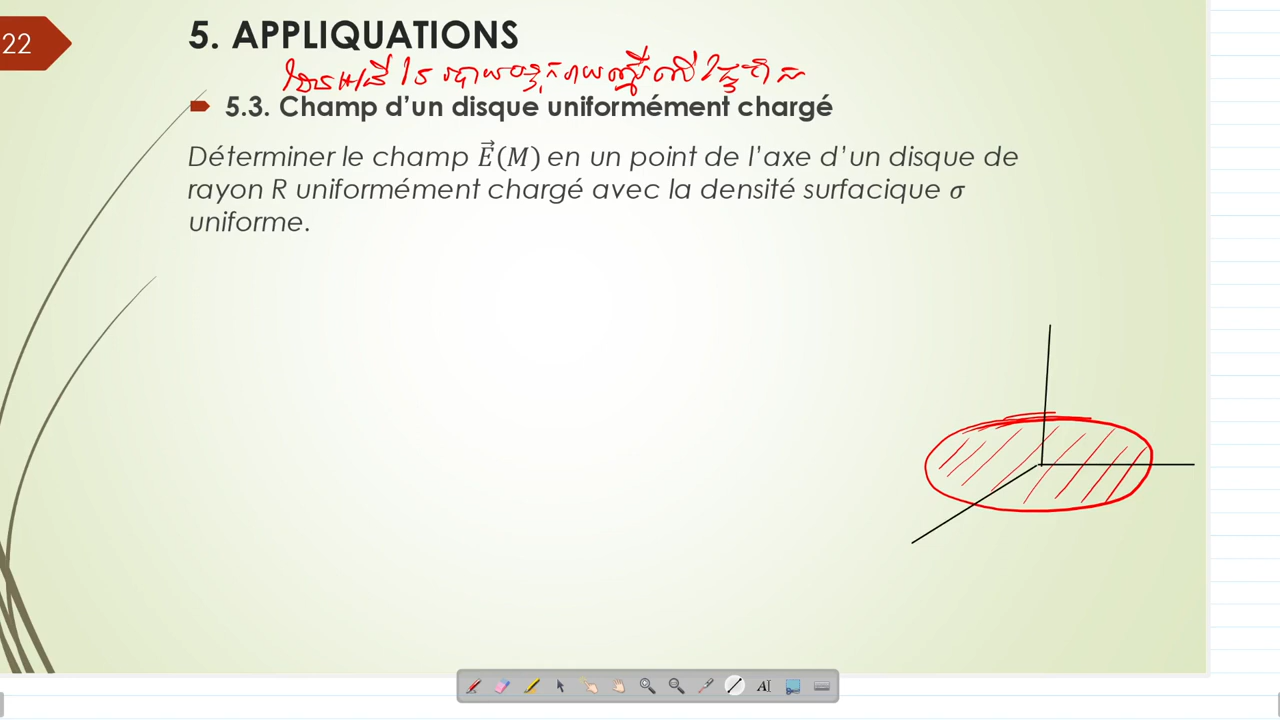 22
5. APPLIQUATIONS
5.3. Champ d’un disque uniformément chargé
Déterminer le champ E⃗(M) en un point de l’axe d’un disque de
rayon R uniformément chargé avec la densité surfacique σ
uniforme.
AI